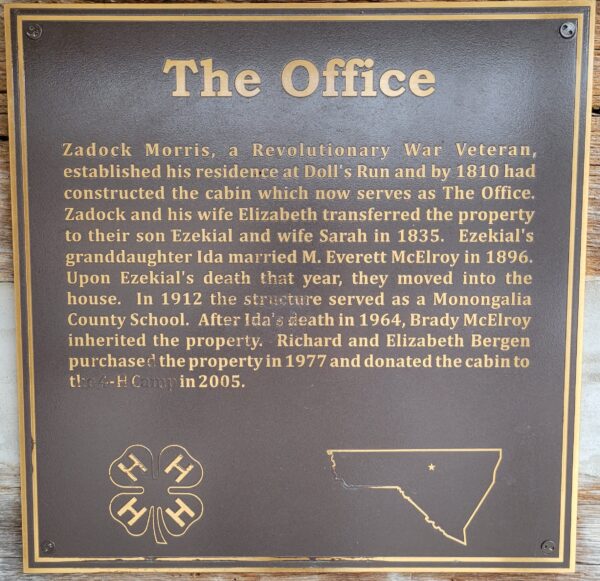 The Office
Zadock Morris, a Revolutionary War Veteran,
established his residence at Doll's Run and by 1810 had
constructed the cabin which now serves as The Office.
Zadock and his wife Elizabeth transferred the property
to their son Ezekial and wife Sarah in 1835. Ezekial's
granddaughter Ida married M. Everett McElroy in 1896.
Upon Ezekial's death that year, they moved into the
house. In 1912 the structure served as a Monongalia
County School. After Ida's death in 1964, Brady McElroy
inherited the property. Richard and Elizabeth Bergen
purchased the property in 1977 and donated the cabin to
the 4-H Camp in 2005.
H H
H H